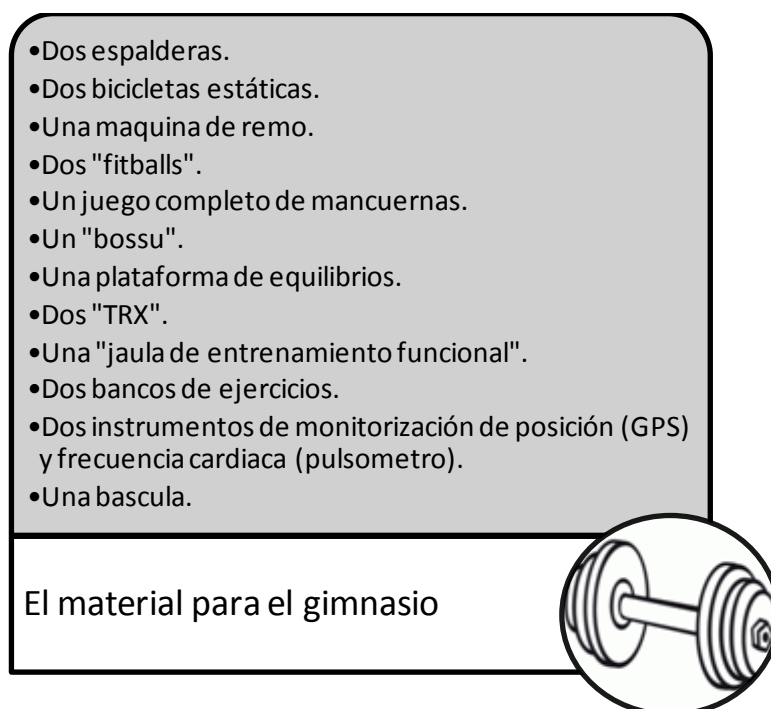 •Dos espalderas.
•Dos bicicletas estáticas.
•Una maquina de remo.
•Dos "fitballs".
•Un juego completo de mancuernas.
•Un "bossu".
•Una plataforma de equilibrios.
•Dos "TRX".
•Una "jaula de entrenamiento funcional".
•Dos bancos de ejercicios.
•Dos instrumentos de monitorización de posición (GPS)
y frecuencia cardiaca (pulsometro).
•Una bascula.
El material para el gimnasio